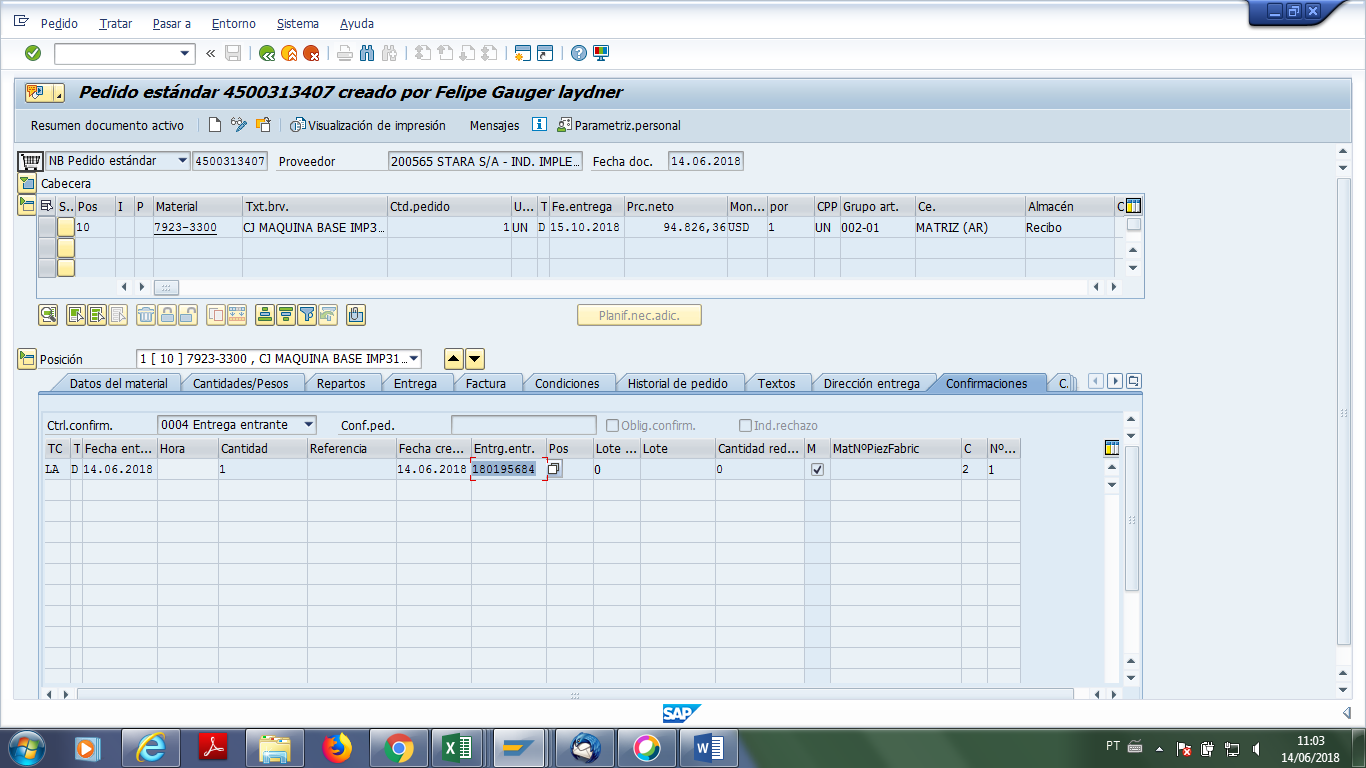 Pedido Tratar Pasar a Entorno Sistema Ayuda
Pedido estándar 4500313407 creado por Felipe Gauger laydner
Resumen documento activo Visualización de impresión Mensajes Parametriz.personal
NB Pedido estándar 4500313407 Proveedor 200565 STARA S/A - IND. IMPLE... Fecha doc. 14.06.2018
Cabecera
S.. Pos I P Material Txt.brv. Ctd.pedido U... T Fe.entrega Prc.neto Mon... por CPP Grupo art. Ce. Almacén C
10 7923-3300 CJ MAQUINA BASE IMP3... 1 UN D 15.10.2018 94.826,36 USD 1 UN 002-01 MATRIZ (AR) Recibo
Planif.nec.adic.
Posición 1 [ 10 ] 7923-3300 , CJ MAQUINA BASE IMP31...
Datos del material Cantidades/Pesos Repartos Entrega Factura Condiciones Historial de pedido Textos Dirección entrega Confirmaciones C.
Ctrl.confirm. 0004 Entrega entrante Conf.ped. Oblig.confirm. Ind.rechazo
TC T Fecha ent... Hora Cantidad Referencia Fecha cre... Entrg.entr. Pos Lote ... Lote Cantidad red... M MatNºPiezFabric C Nº...
LA D 14.06.2018 1 14.06.2018 180195684 0 0 2 1
SAP
PT 11:03
14/06/2018